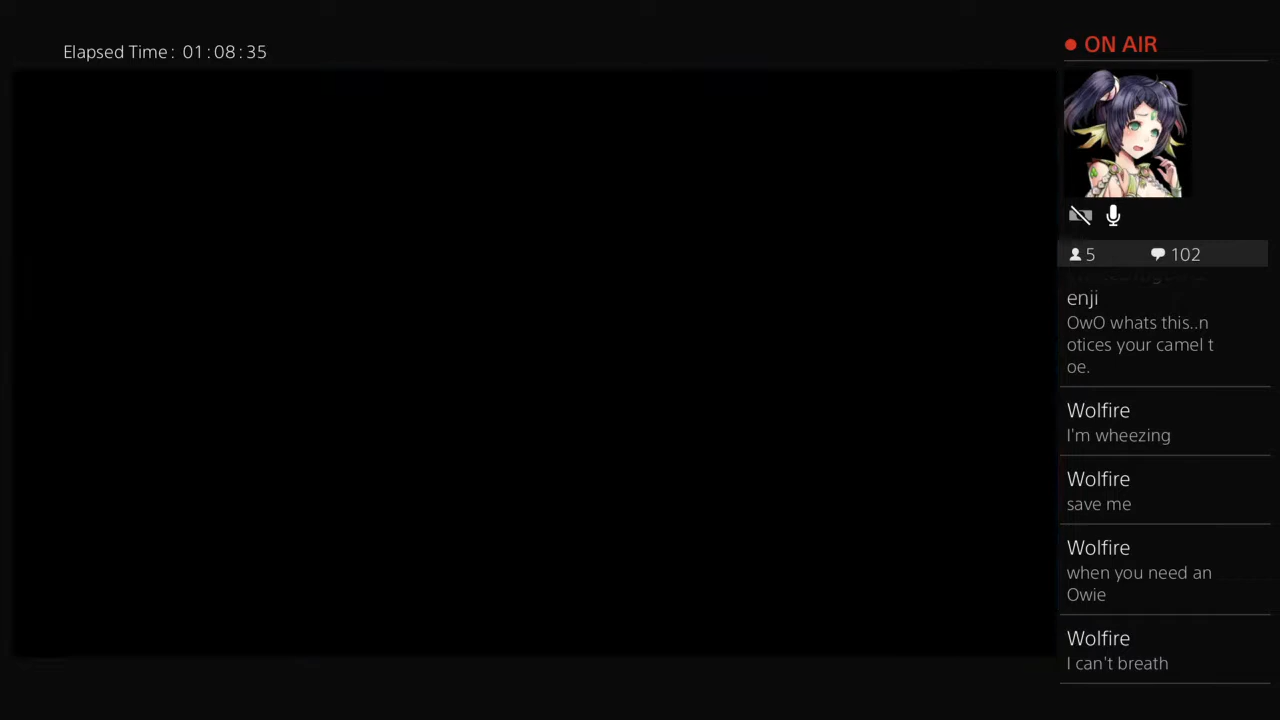 Elapsed Time: 01:08:35
ON AIR
5
102
enji
OwO whats this..n
otices your camel t
oe.
Wolfire
I'm wheezing
Wolfire
save me
Wolfire
when you need an
Owie
Wolfire
I can't breath